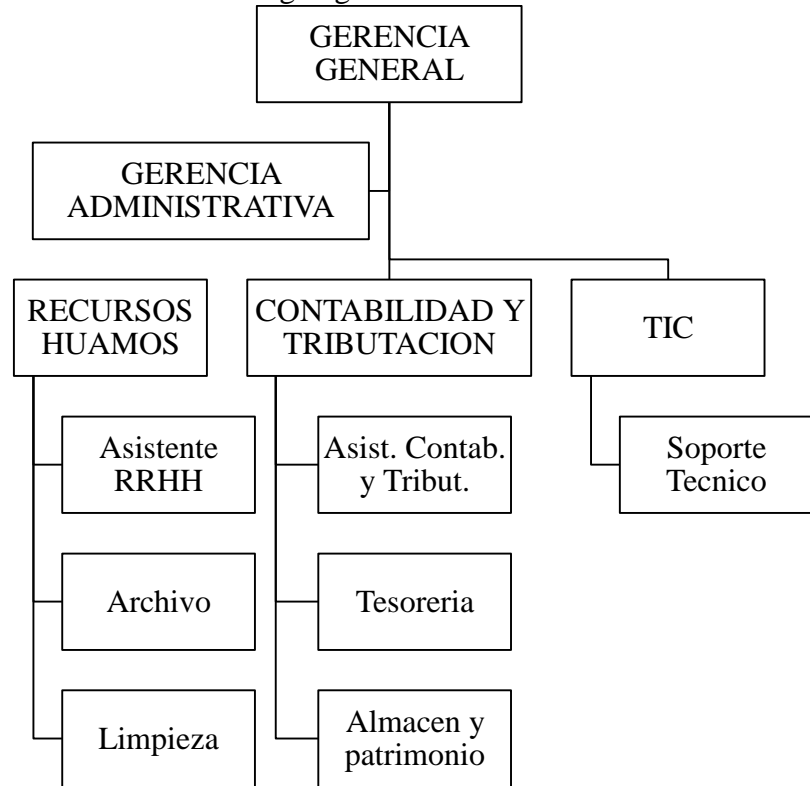 GERENCIA
GENERAL
GERENCIA
ADMINISTRATIVA
RECURSOS
HUAMOS
CONTABILIDAD Y
TRIBUTACION
TIC
Asistente
RRHH
Asist. Contab.
y Tribut.
Soporte
Tecnico
Archivo
Tesoreria
Limpieza
Almacen y
patrimonio